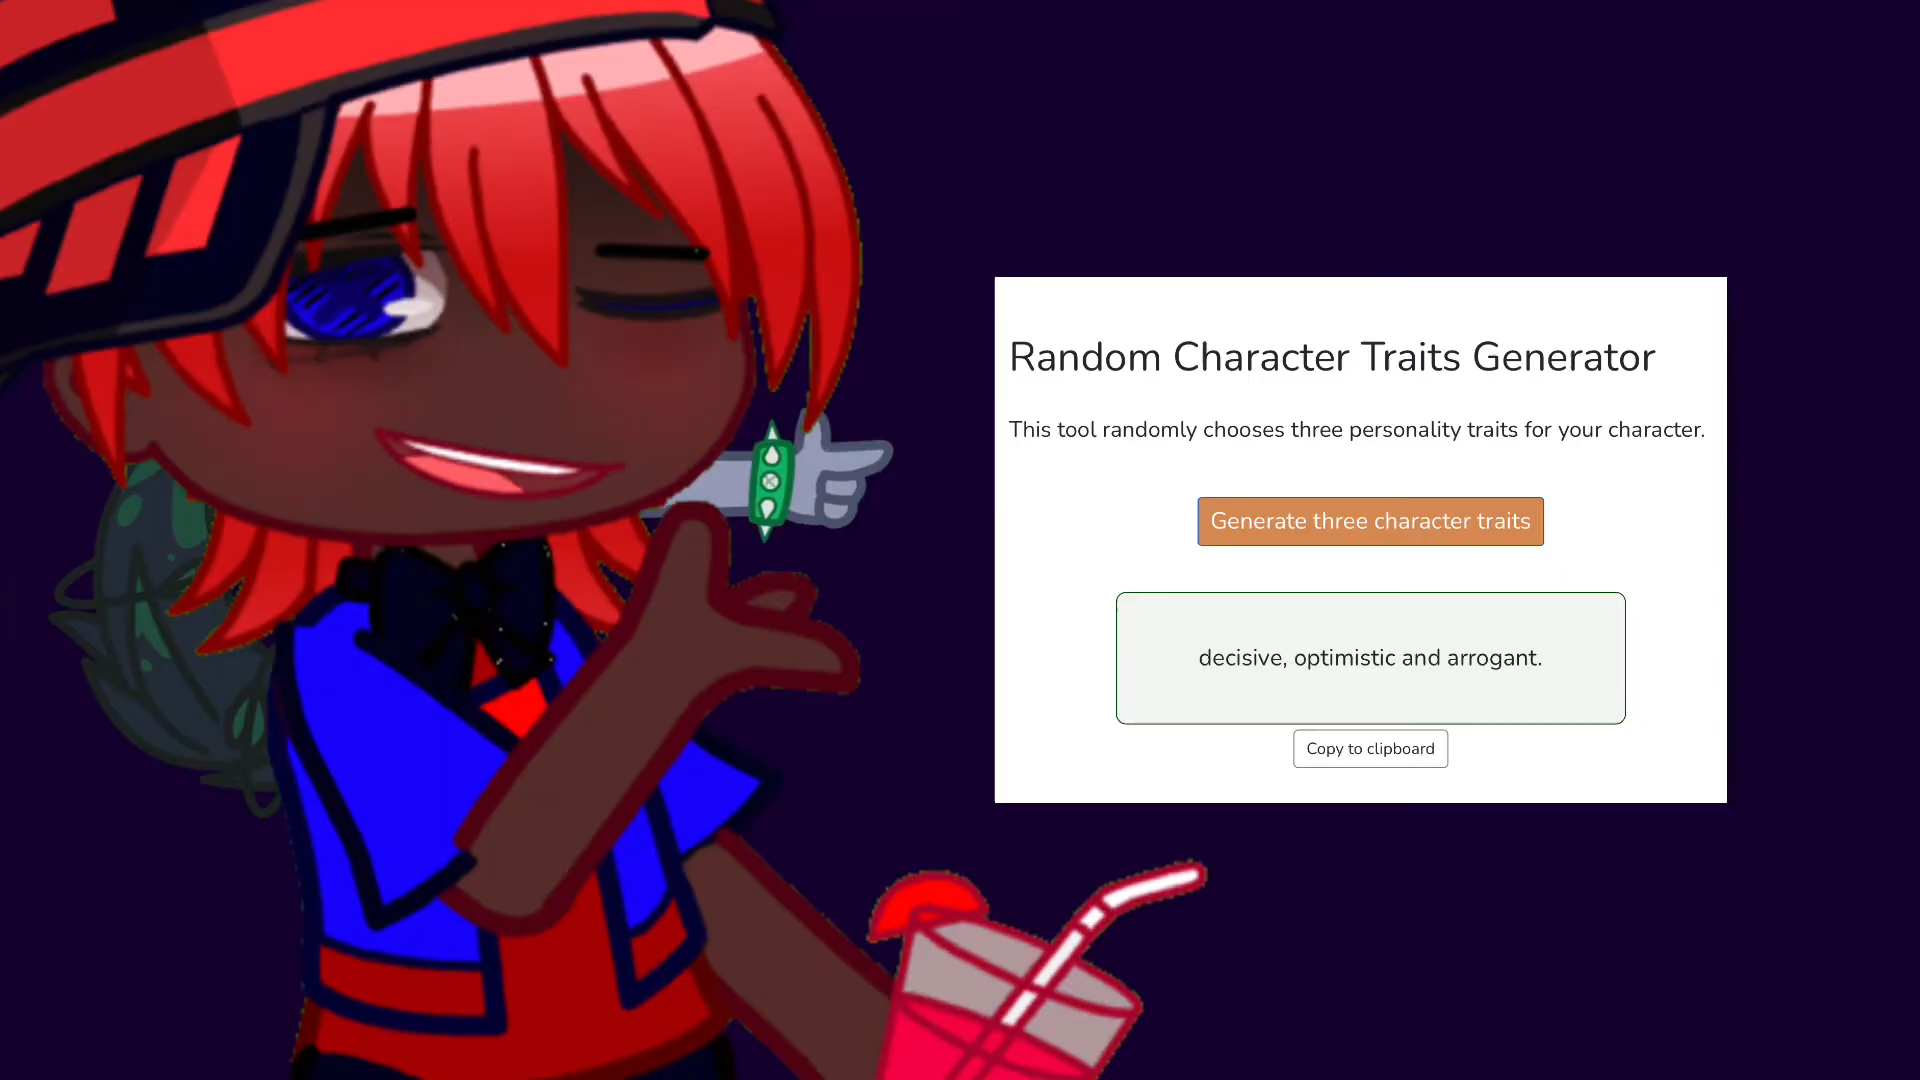 Random Character Traits Generator
This tool randomly chooses three personality traits for your character.
Generate three character traits
decisive, optimistic and arrogant.
Copy to clipboard